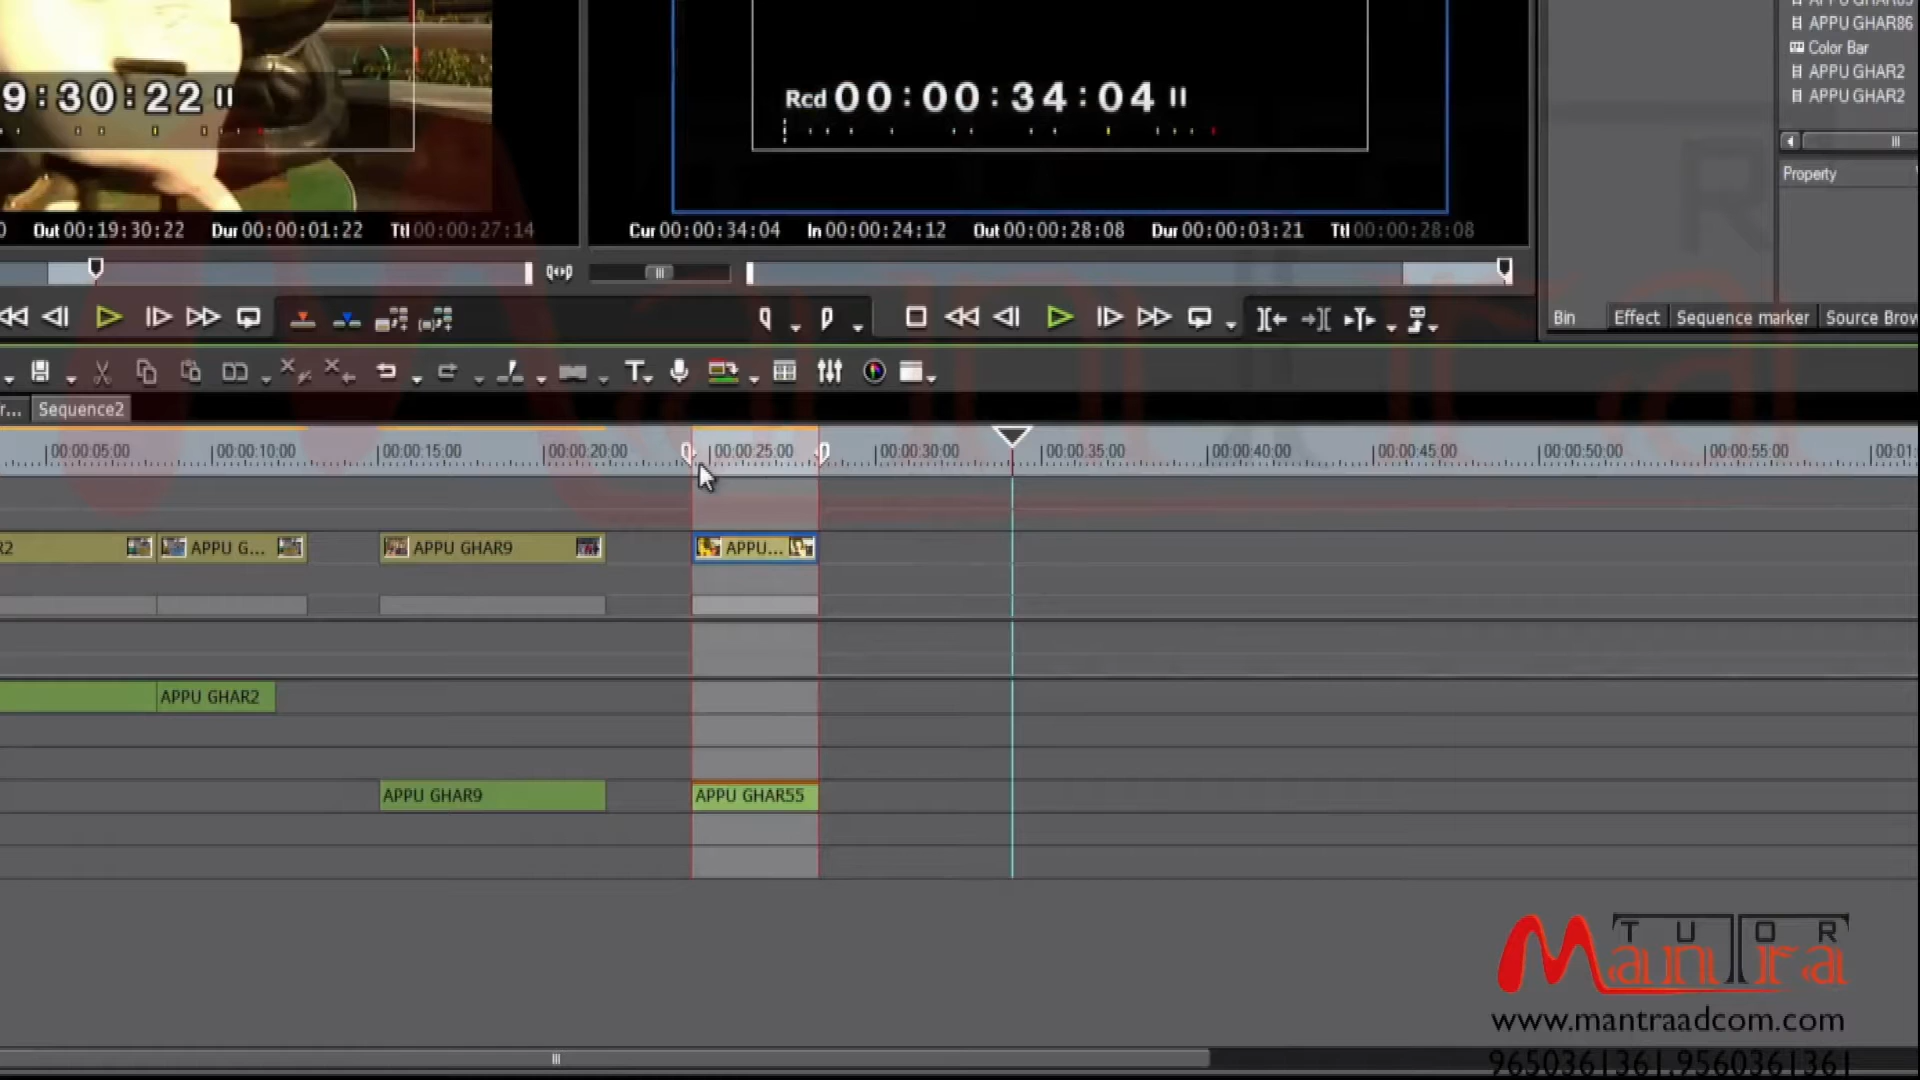 APPU GHAR86
Color Bar
APPU GHAR2
APPU GHAR2
9:30:22
Rcd 00:00:34:04
Property
Out 00:19:30:22 Dur 00:00:01:22 Ttl 00:00:27:14
Cur 00:00:34:04 In 00:00:24:12 Out 00:00:28:08 Dur 00:00:03:21 Ttl 00:00:28:08
Bin Effect Sequence marker Source Brow
r... Sequence2
00:00:05:00 00:00:10:00 00:00:15:00 00:00:20:00 00:00:25:00 00:00:30:00 00:00:35:00 00:00:40:00 00:00:45:00 00:00:50:00 00:00:55:00 00:01:
R2 APPU G... APPU GHAR9 APPU...
APPU GHAR2
APPU GHAR9 APPU GHAR55
TUTOR
Mantra
www.mantraadcom.com
9650361361,9560361361